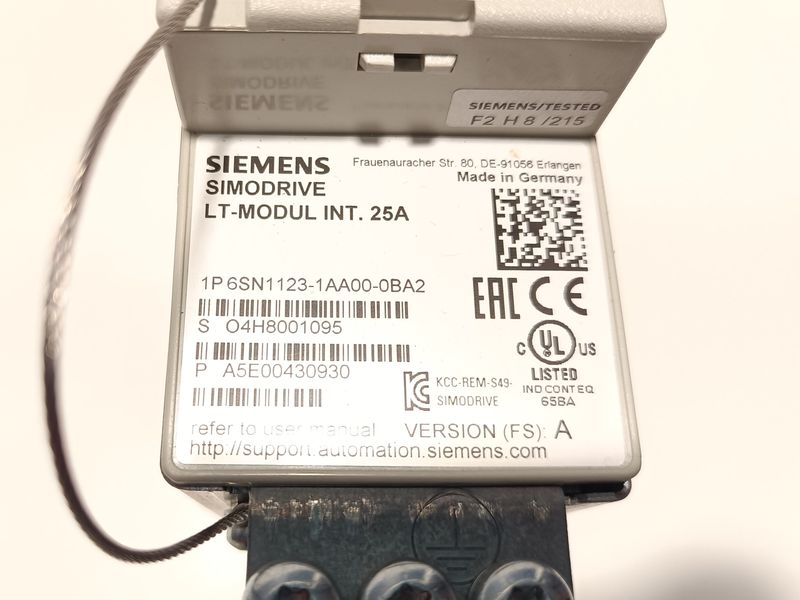 SIEMENS/TESTED
F2 H 8 /215
SIEMENS
Frauenauracher Str. 80, DE-91056 Erlangen
Made in Germany
SIMODRIVE
LT-MODUL INT. 25A
1P 6SN1123-1AA00-0BA2
EAC CE
S O4H8001095
C UL US
LISTED
IND CONT EQ
65BA
P A5E00430930
KCC-REM-S49-
SIMODRIVE
refer to user manual
VERSION (FS): A
http://support.automation.siemens.com